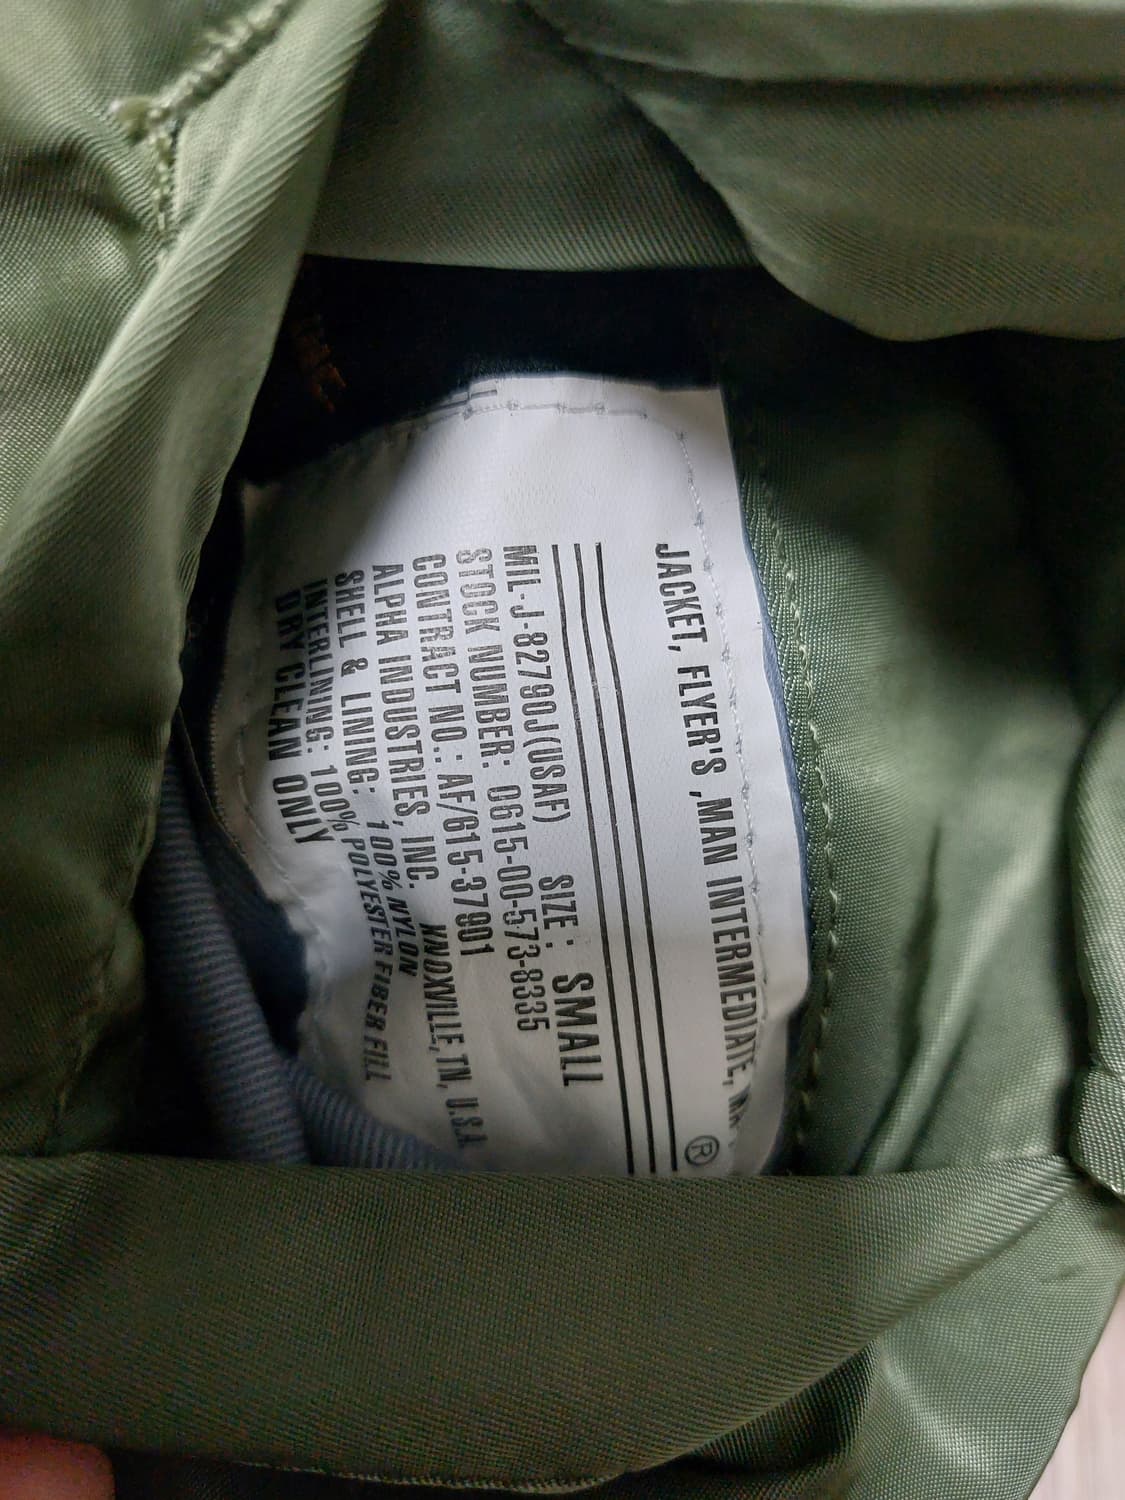 JACKET, FLYER'S ,MAN INTERMEDIATE,
®
SIZE : SMALL
MIL-J-8279OJ(USAF)
STOCK NUMBER: 0615-00-573-8335
CONTRACT NO.: AF/615-37901
ALPHA INDUSTRIES, INC. KNOXVILLE, TN, U.S.A
SHELL & LINING: 100% NYLON
INTERLINING: 100% POLYESTER FIBER FILL
DRY CLEAN ONLY